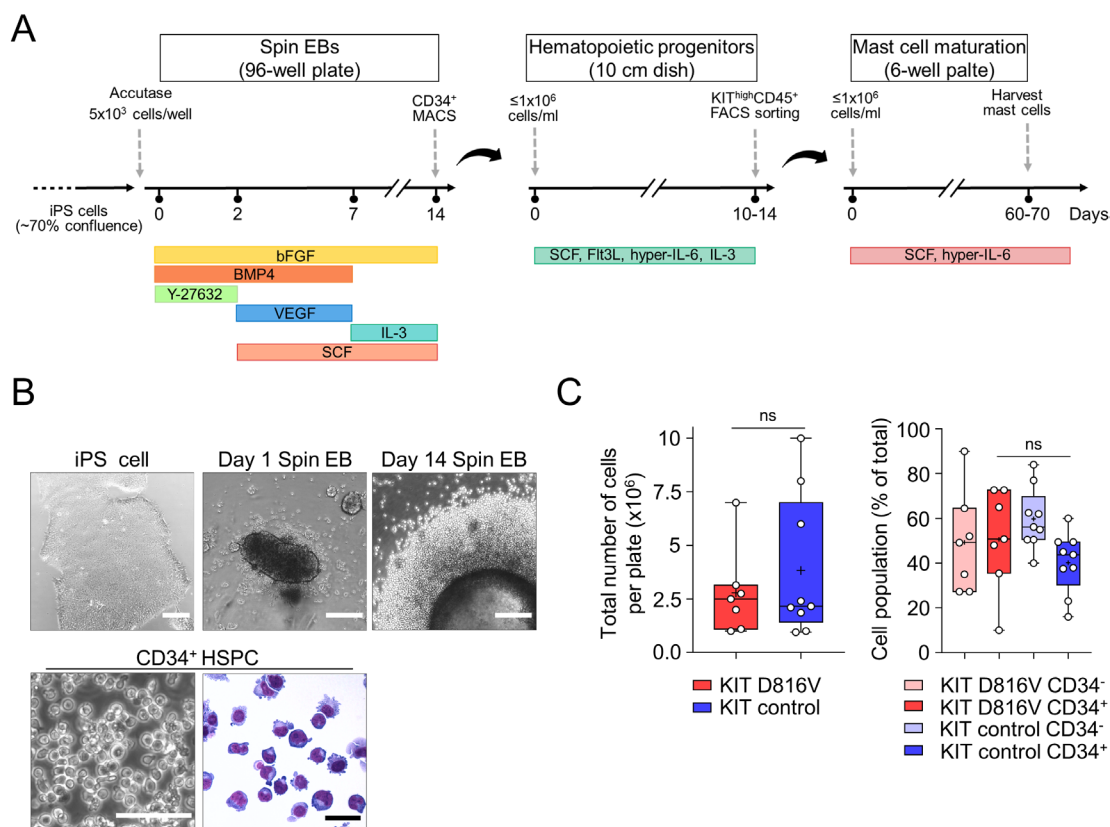 A
Spin EBs
(96-well plate)
Hematopoietic progenitors
(10 cm dish)
Mast cell maturation
(6-well palte)
Accutase
5x10³ cells/well
CD34⁺
MACS
≤1x10⁶
cells/ml
KITʰⁱᵍʰCD45⁺
FACS sorting
≤1x10⁶
cells/ml
Harvest
mast cells
iPS cells
(~70% confluence)
0
2
7
14
0
10-14
0
60-70
Days
bFGF
BMP4
Y-27632
VEGF
IL-3
SCF
SCF, Flt3L, hyper-IL-6, IL-3
SCF, hyper-IL-6
B
iPS cell
Day 1 Spin EB
Day 14 Spin EB
CD34⁺ HSPC
C
Total number of cells
per plate (x10⁶)
10
7.5
5
2.5
0.0
ns
KIT D816V
KIT control
Cell population (% of total)
100
80
60
40
20
0
ns
KIT D816V CD34⁻
KIT D816V CD34⁺
KIT control CD34⁻
KIT control CD34⁺